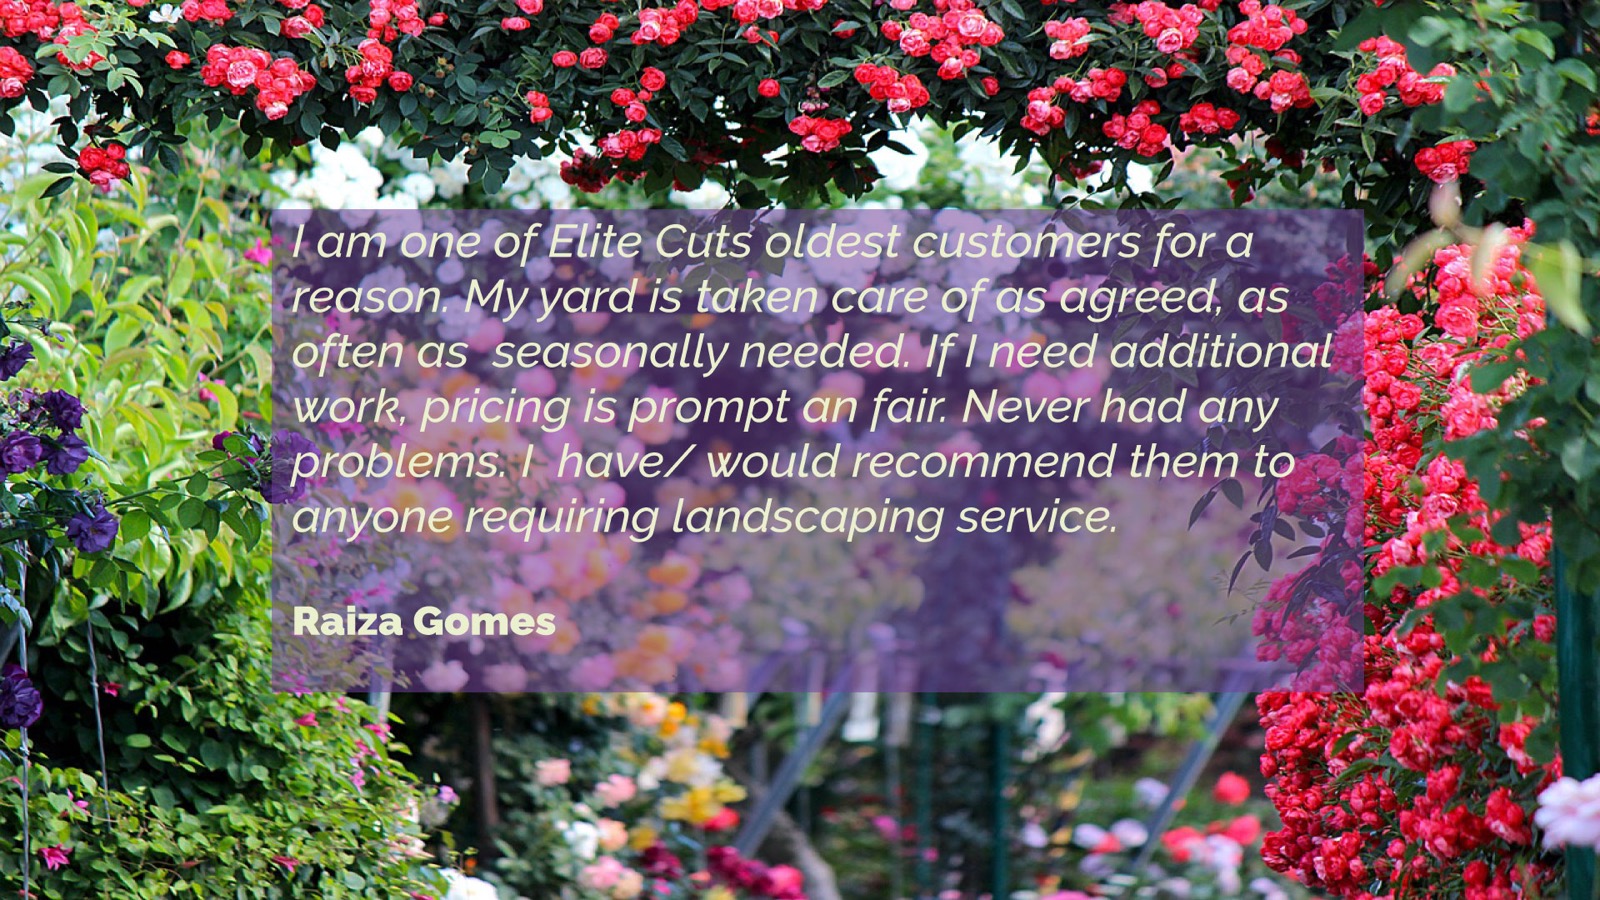 I am one of Elite Cuts oldest customers for a
reason. My yard is taken care of as agreed, as
often as  seasonally needed. If I need additional
work, pricing is prompt an fair. Never had any
problems. I  have/ would recommend them to
anyone requiring landscaping service.
Raiza Gomes